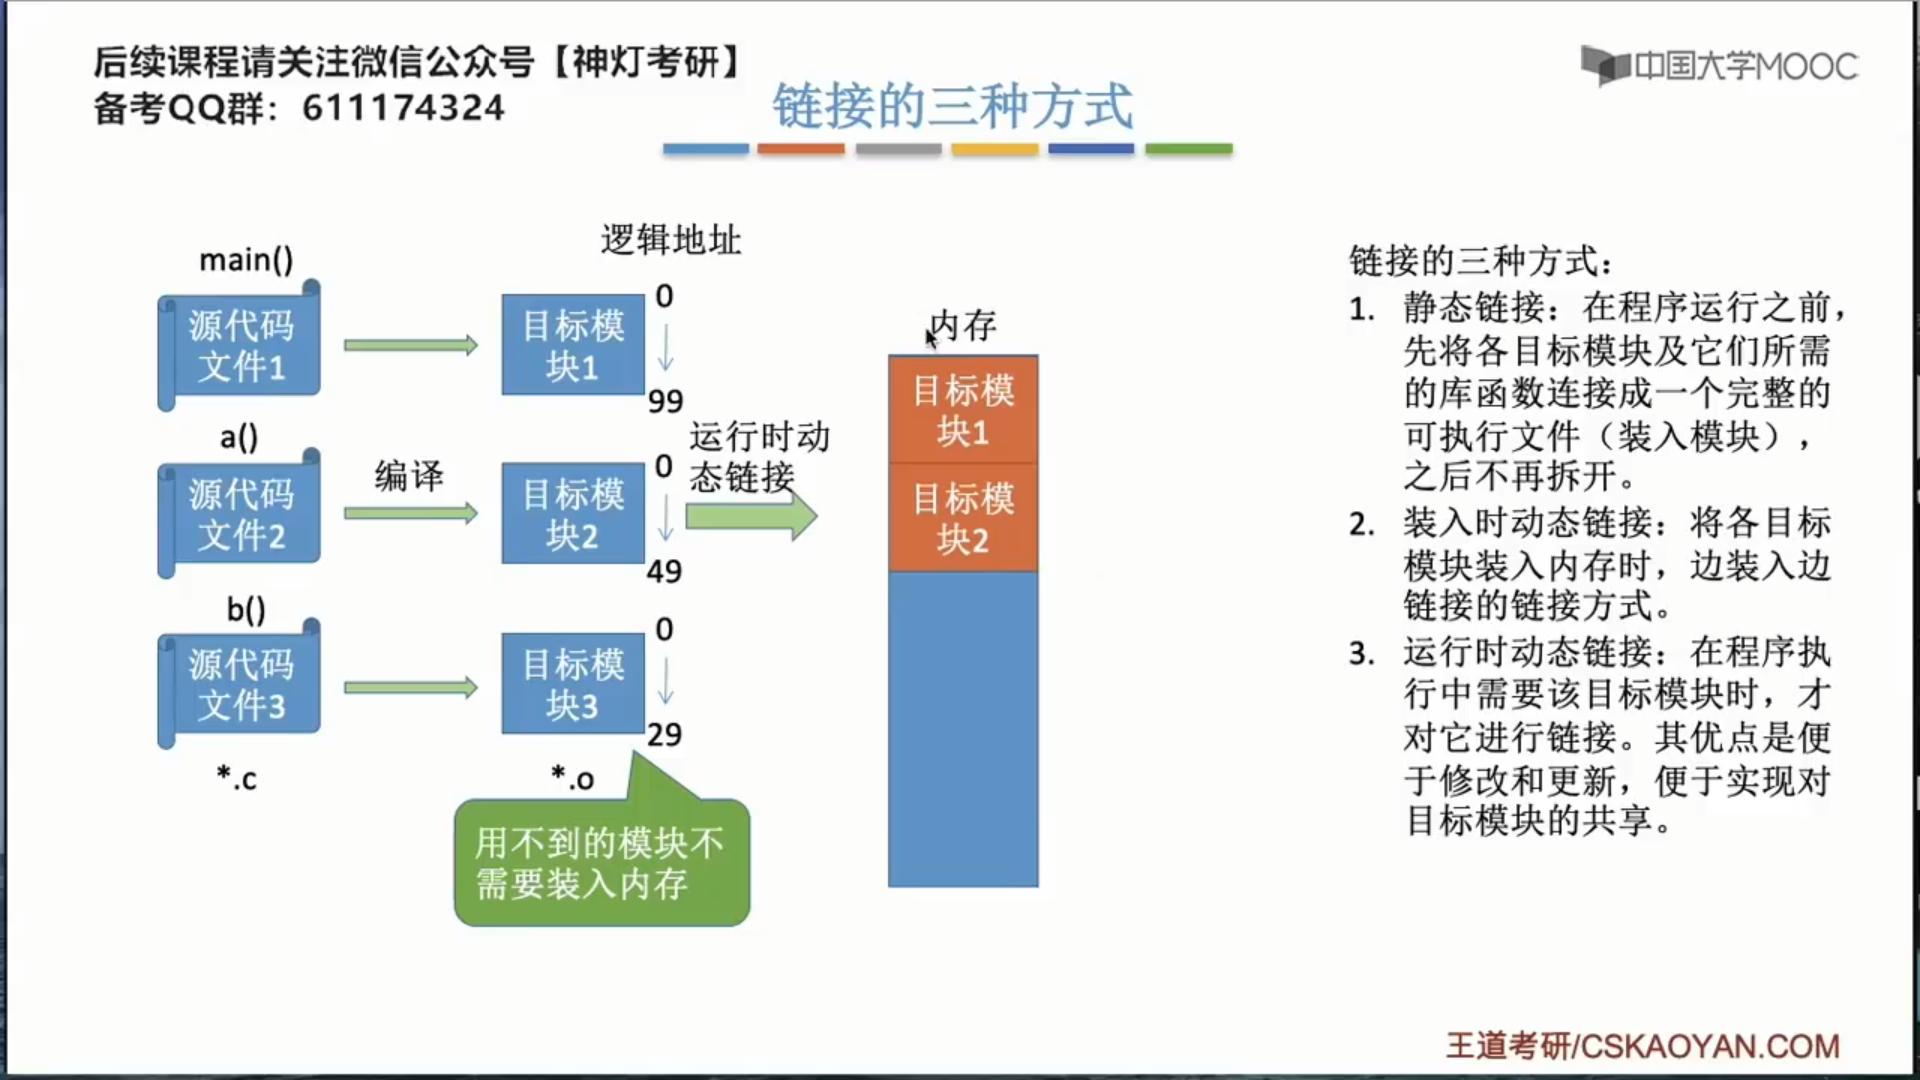 后续课程请关注微信公众号【神灯考研】
备考QQ群：611174324
中国大学MOOC
链接的三种方式
逻辑地址
main()
源代码
文件1
目标模
块1
0
99
a()
源代码
文件2
编译
目标模
块2
0
49
运行时动
态链接
b()
源代码
文件3
目标模
块3
0
29
*.c
*.o
用不到的模块不
需要装入内存
内存
目标模
块1
目标模
块2
链接的三种方式：
1. 静态链接：在程序运行之前，
先将各目标模块及它们所需
的库函数连接成一个完整的
可执行文件（装入模块），
之后不再拆开。
2. 装入时动态链接：将各目标
模块装入内存时，边装入边
链接的链接方式。
3. 运行时动态链接：在程序执
行中需要该目标模块时，才
对它进行链接。其优点是便
于修改和更新，便于实现对
目标模块的共享。
王道考研/CSKAOYAN.COM